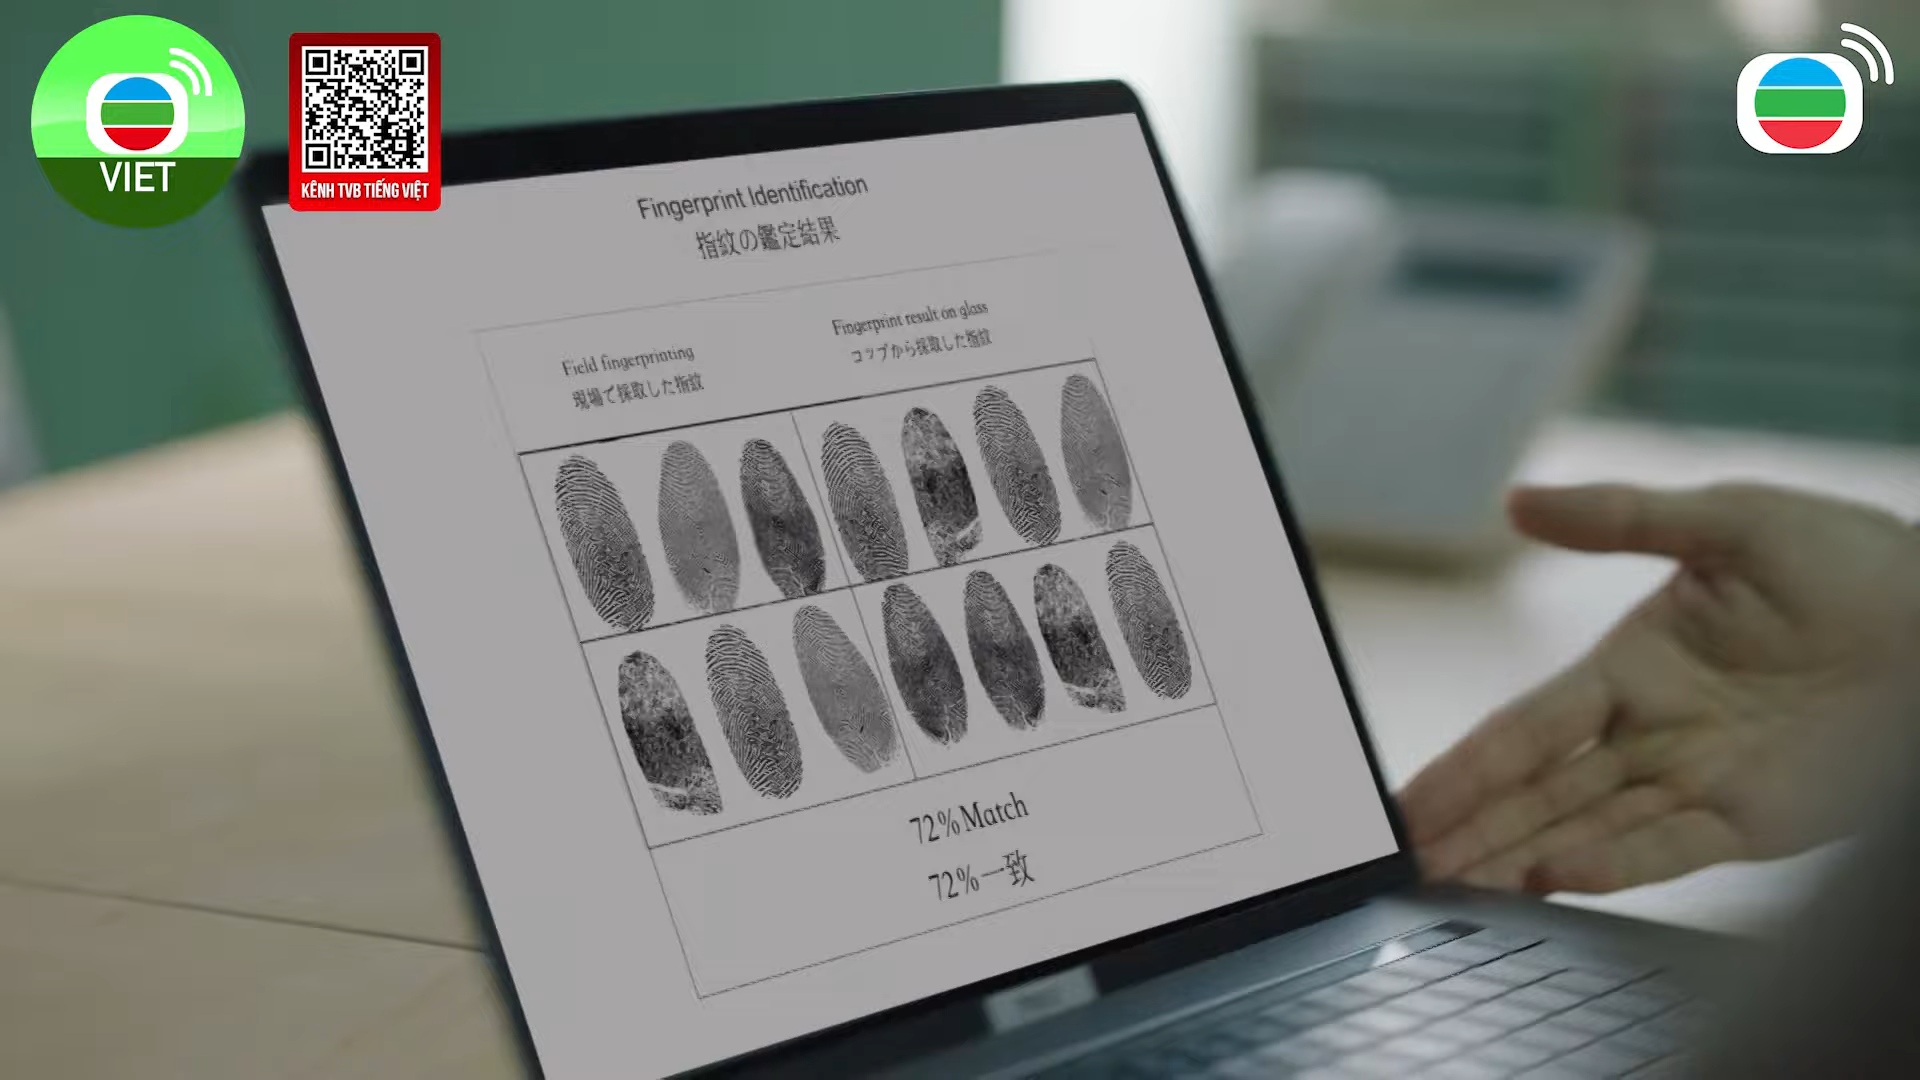 VIET
KÊNH TVB TIẾNG VIỆT
Fingerprint Identification
指紋の鑑定結果
Field fingerprinting
現場で採取した指紋
Fingerprint result on glass
コップから採取した指紋
72% Match
72%一致